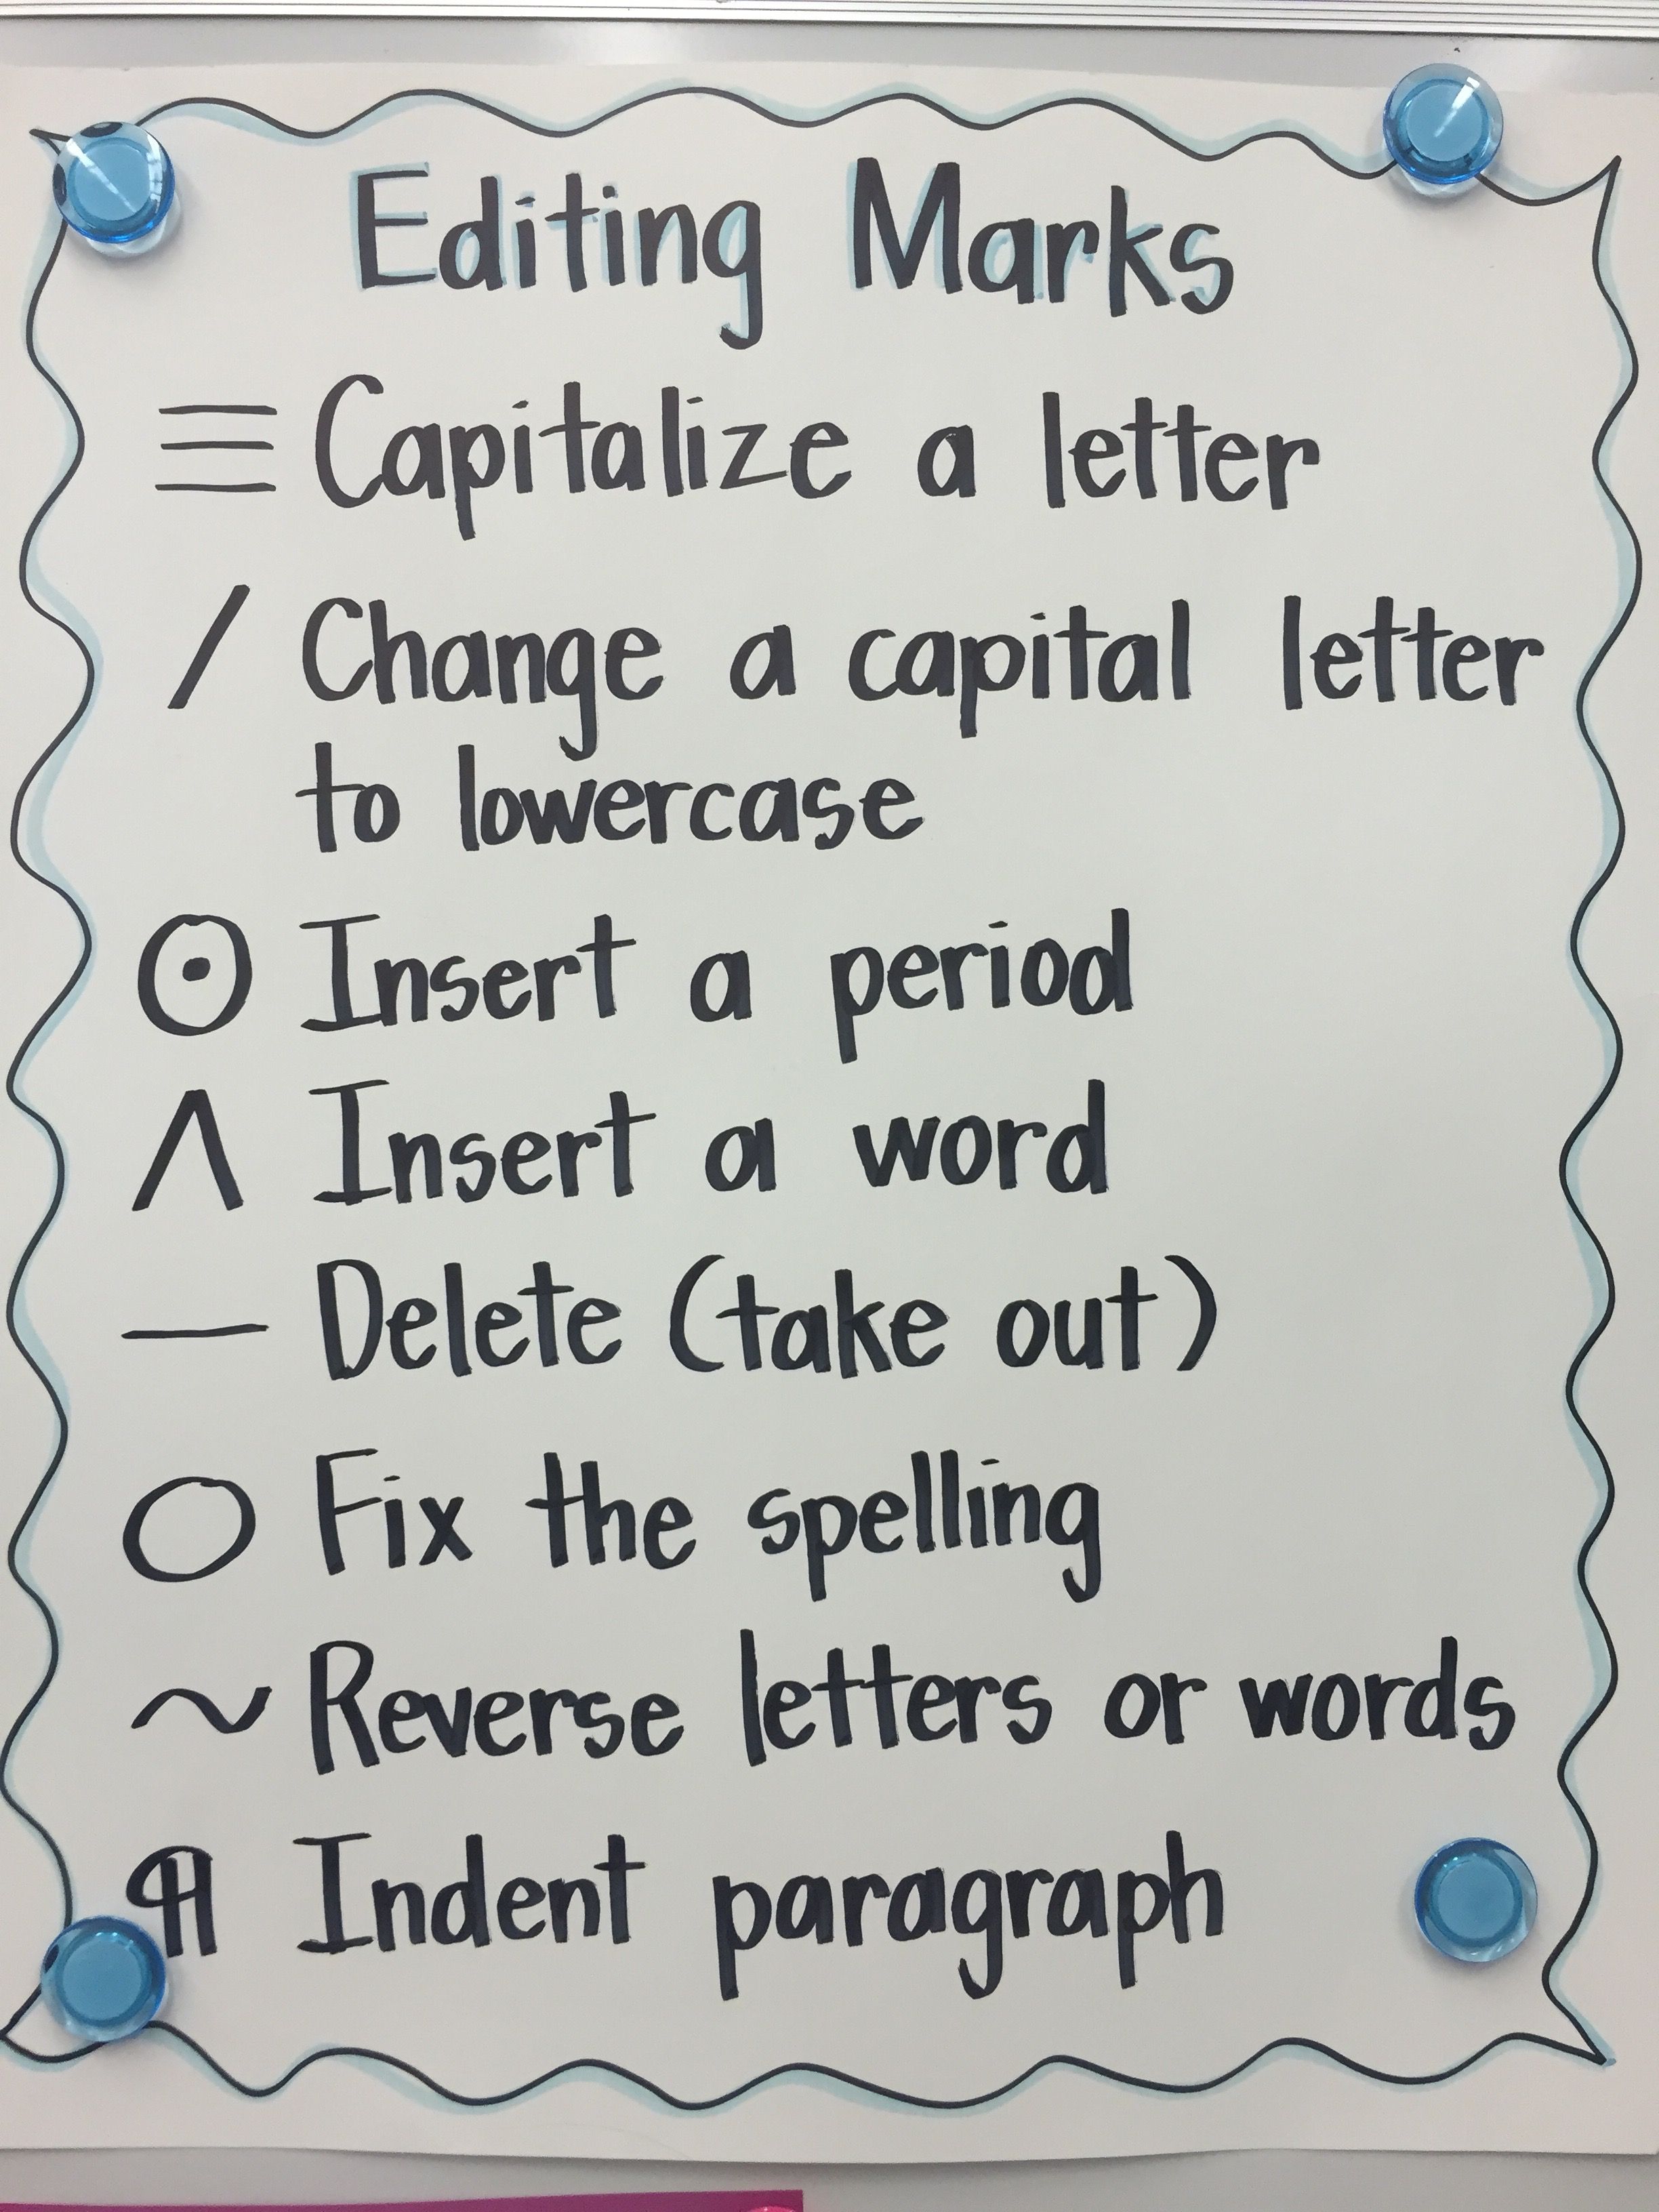 Editing Marks
≡ Capitalize a letter
/ Change a capital letter
to lowercase
⊙ Insert a period
∧ Insert a word
— Delete (take out)
○ Fix the spelling
~ Reverse letters or words
¶ Indent paragraph